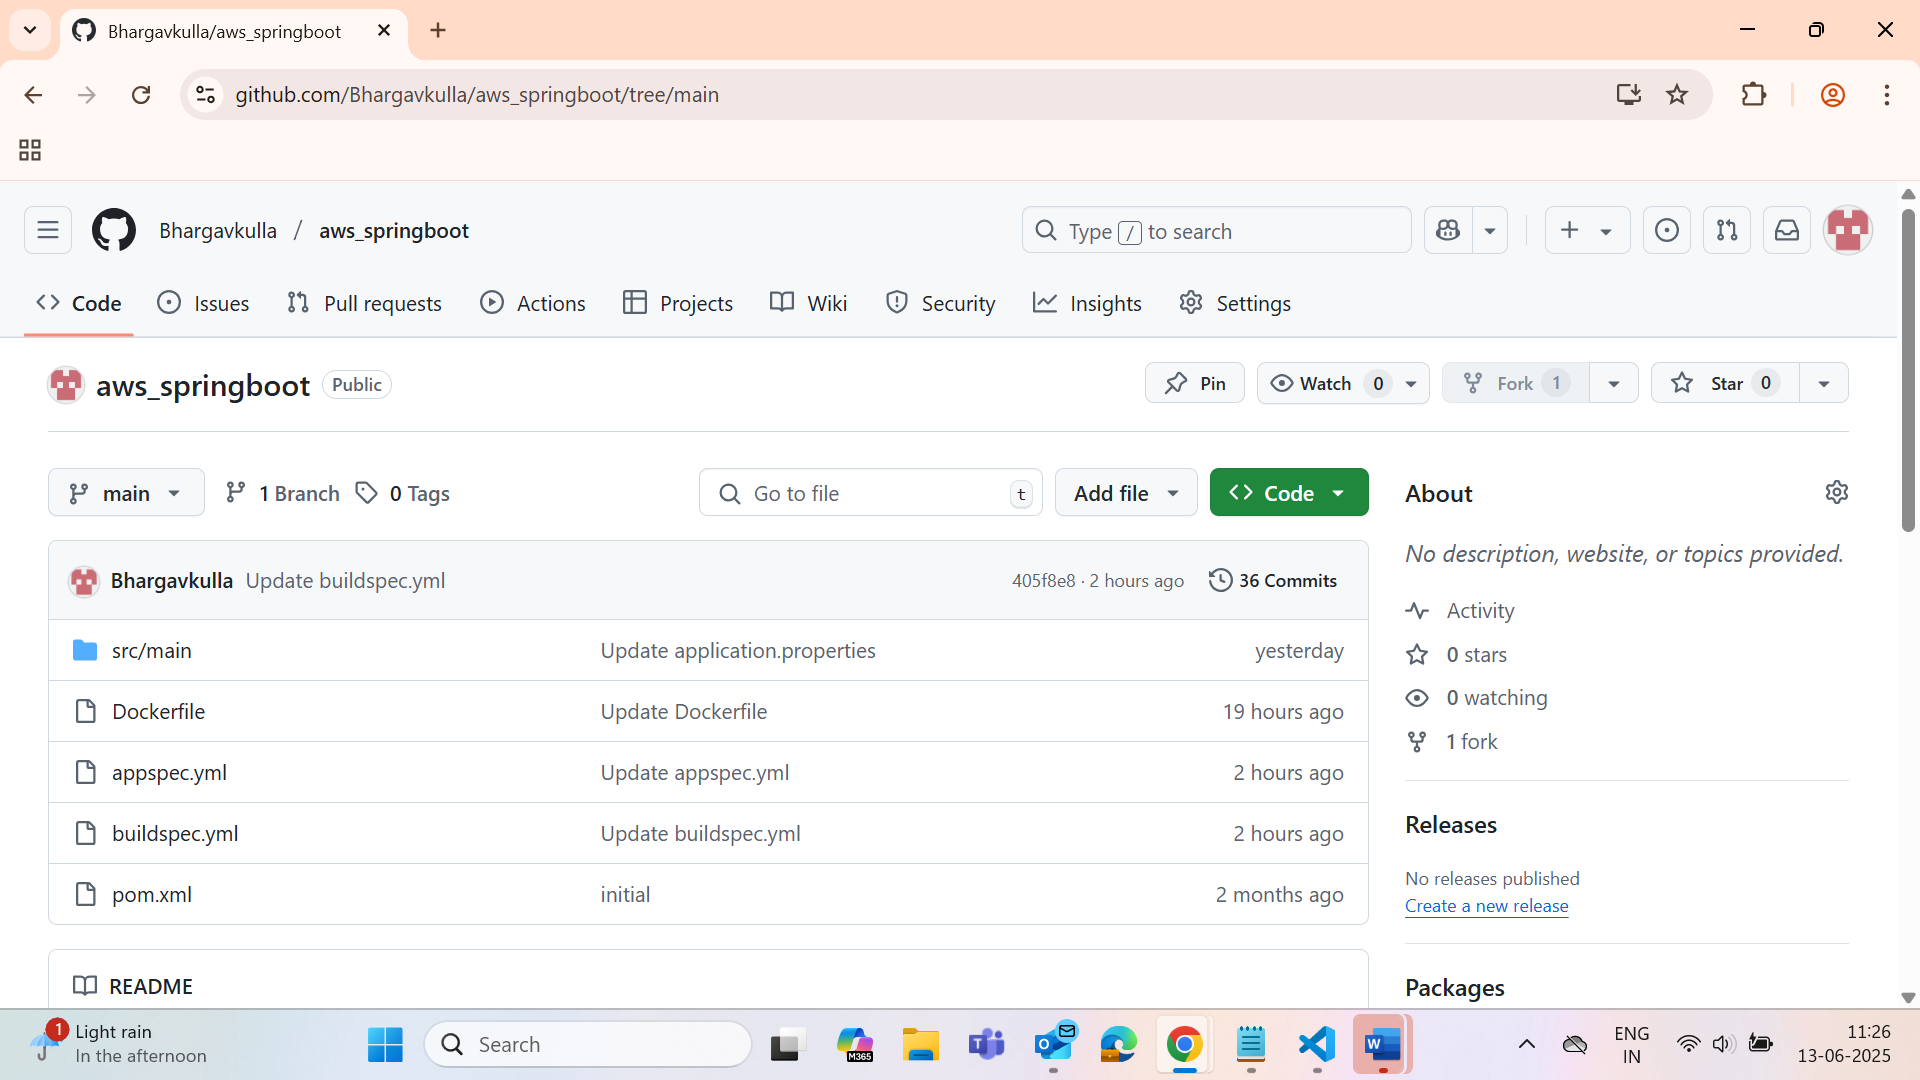 Bhargavkulla/aws_springboot
github.com/Bhargavkulla/aws_springboot/tree/main
Bhargavkulla / aws_springboot
Type / to search
Code Issues Pull requests Actions Projects Wiki Security Insights Settings
aws_springboot Public
Pin Watch 0 Fork 1 Star 0
main 1 Branch 0 Tags
Go to file t
Add file Code
Bhargavkulla Update buildspec.yml 405f8e8 · 2 hours ago 36 Commits
src/main Update application.properties yesterday
Dockerfile Update Dockerfile 19 hours ago
appspec.yml Update appspec.yml 2 hours ago
buildspec.yml Update buildspec.yml 2 hours ago
pom.xml initial 2 months ago
README
About
No description, website, or topics provided.
Activity
0 stars
0 watching
1 fork
Releases
No releases published
Create a new release
Packages
1 Light rain
In the afternoon
Search
M365
ENG
IN
11:26
13-06-2025